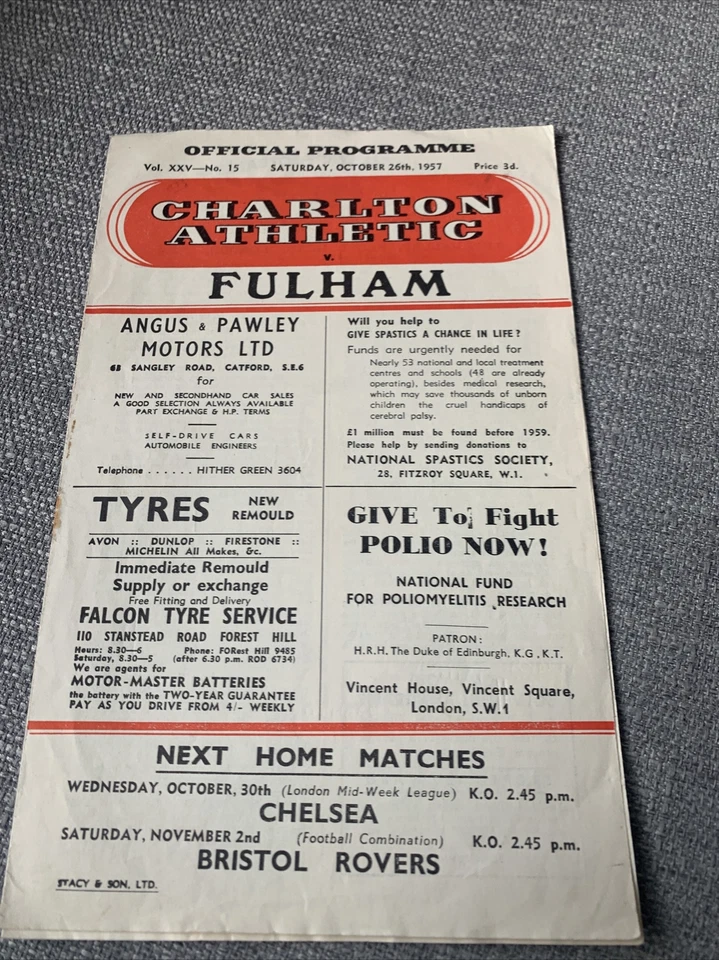 OFFICIAL PROGRAMME
Vol. XXV—No. 15 SATURDAY, OCTOBER 26th, 1957 Price 3d.
CHARLTON
ATHLETIC
v.
FULHAM
ANGUS & PAWLEY
MOTORS LTD
63 SANGLEY ROAD, CATFORD, S.E.6
for
NEW AND SECONDHAND CAR SALES
A GOOD SELECTION ALWAYS AVAILABLE
PART EXCHANGE & H.P. TERMS
SELF-DRIVE CARS
AUTOMOBILE ENGINEERS
Telephone ...... HITHER GREEN 3604
Will you help to
GIVE SPASTICS A CHANCE IN LIFE?
Funds are urgently needed for
Nearly 53 national and local treatment
centres and schools (48 are already
operating), besides medical research,
which may save thousands of unborn
children the cruel handicaps of
cerebral palsy.
£1 million must be found before 1959.
Please help by sending donations to
NATIONAL SPASTICS SOCIETY,
28, FITZROY SQUARE, W.1.
TYRES NEW
REMOULD
AVON :: DUNLOP :: FIRESTONE ::
MICHELIN All Makes, &c.
Immediate Remould
Supply or exchange
Free Fitting and Delivery
FALCON TYRE SERVICE
110 STANSTEAD ROAD FOREST HILL
Hours: 8.30—6 Phone: FORest Hill 9485
Saturday, 8.30—5 (after 6.30 p.m. ROD 6734)
We are agents for
MOTOR-MASTER BATTERIES
the battery with the TWO-YEAR GUARANTEE
PAY AS YOU DRIVE FROM 4/- WEEKLY
GIVE To Fight
POLIO NOW!
NATIONAL FUND
FOR POLIOMYELITIS RESEARCH
PATRON:
H.R.H. The Duke of Edinburgh, K.G., K.T.
Vincent House, Vincent Square,
London, S.W.1
NEXT HOME MATCHES
WEDNESDAY, OCTOBER, 30th (London Mid-Week League) K.O. 2.45 p.m.
CHELSEA
SATURDAY, NOVEMBER 2nd (Football Combination) K.O. 2.45 p.m.
BRISTOL ROVERS
STACY & SON, LTD.